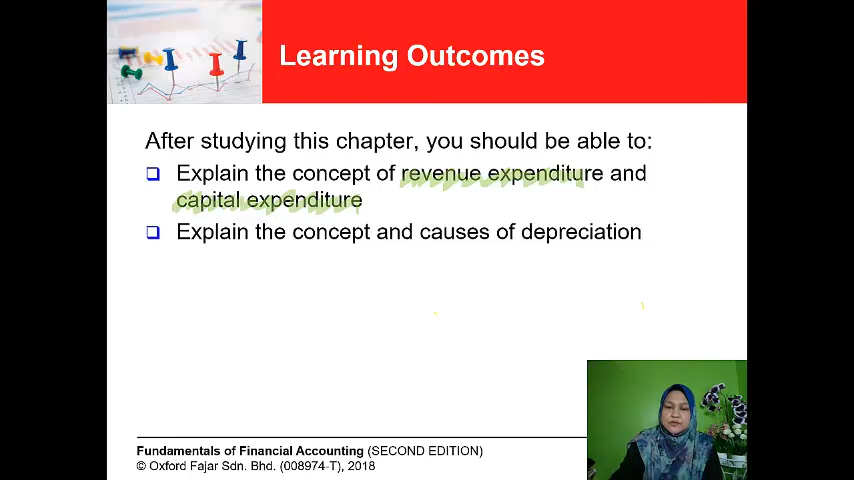 Learning Outcomes
After studying this chapter, you should be able to:
Explain the concept of revenue expenditure and
capital expenditure
Explain the concept and causes of depreciation
Fundamentals of Financial Accounting (SECOND EDITION)
© Oxford Fajar Sdn. Bhd. (008974-T), 2018